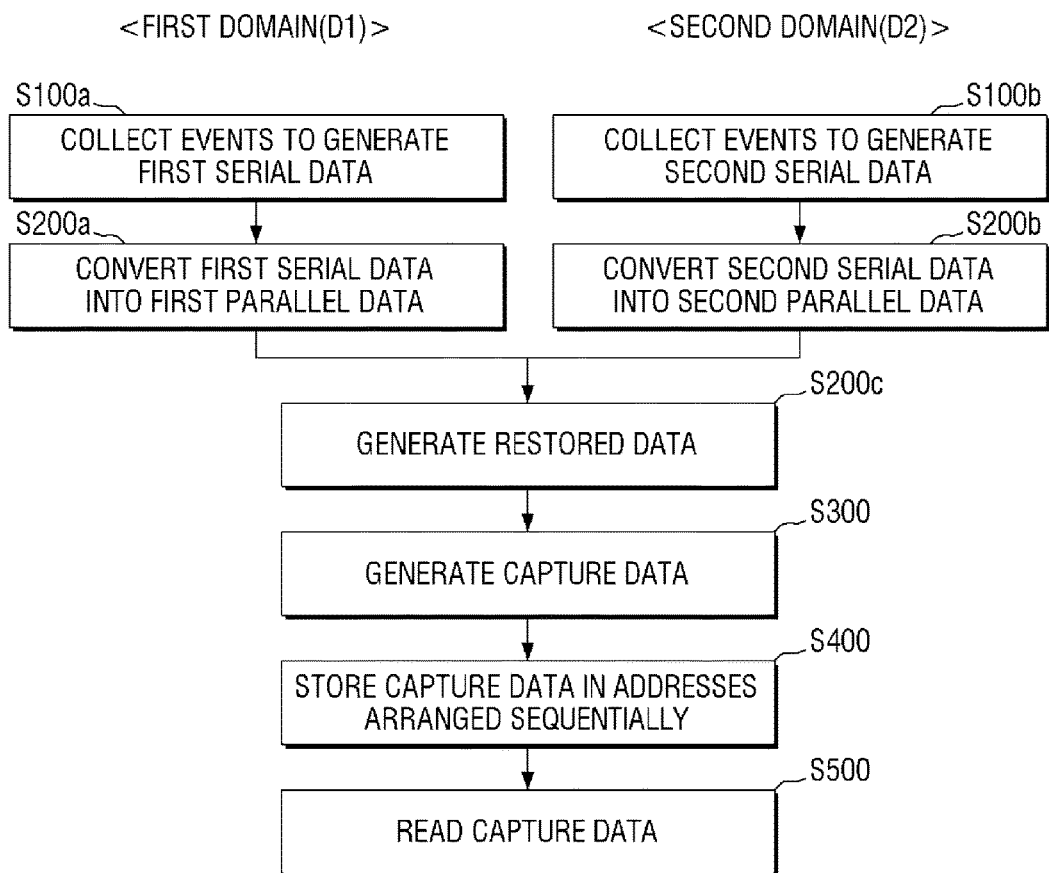 <FIRST DOMAIN(D1)>
<SECOND DOMAIN(D2)>
S100a
S100b
COLLECT EVENTS TO GENERATE
FIRST SERIAL DATA
COLLECT EVENTS TO GENERATE
SECOND SERIAL DATA
S200a
S200b
CONVERT FIRST SERIAL DATA
INTO FIRST PARALLEL DATA
CONVERT SECOND SERIAL DATA
INTO SECOND PARALLEL DATA
S200c
GENERATE RESTORED DATA
S300
GENERATE CAPTURE DATA
S400
STORE CAPTURE DATA IN ADDRESSES
ARRANGED SEQUENTIALLY
S500
READ CAPTURE DATA